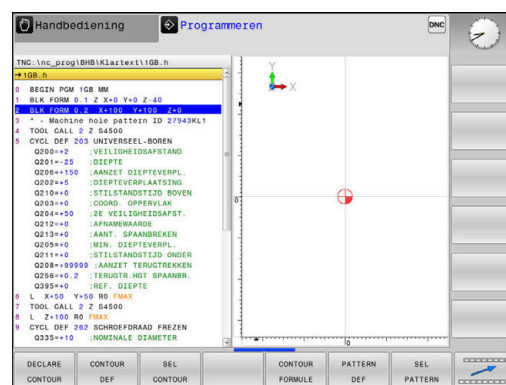 Handbediening
Programmeren
DNC
TNC:\nc_prog\BHB\Klartext\1GB.h
→1GB.h
0 BEGIN PGM 1GB MM
1 BLK FORM 0.1 Z X+0 Y+0 Z-40
2 BLK FORM 0.2 X+100 Y+100 Z+0
3 * - Machine hole pattern ID 27943KL1
4 TOOL CALL 2 Z S4500
5 CYCL DEF 203 UNIVERSEEL-BOREN
Q200=+2 ;VEILIGHEIDSAFSTAND
Q201=-25 ;DIEPTE
Q206=+150 ;AANZET DIEPTEVERPL.
Q202=+5 ;DIEPTEVERPLAATSING
Q210=+0 ;STILSTANDSTIJD BOVEN
Q203=+0 ;COORD. OPPERVLAK
Q204=+50 ;2E VEILIGHEIDSAFST.
Q212=+0 ;AFNAMEWAARDE
Q213=+0 ;AANT. SPAANBREKEN
Q205=+0 ;MIN. DIEPTEVERPL.
Q211=+0 ;STILSTANDSTIJD ONDER
Q208=+99999 ;AANZET TERUGTREKKEN
Q256=+0.2 ;TERUGTR.HGT SPAANBR.
Q395=+0 ;REF. DIEPTE
6 L X+50 Y+50 R0 FMAX
7 TOOL CALL 2 Z S4500
8 L Z+100 R0 FMAX
9 CYCL DEF 262 SCHROEFDRAAD FREZEN
Q335=+10 ;NOMINALE DIAMETER
Y
X
0
0
DECLARE CONTOUR
CONTOUR DEF
SEL CONTOUR
CONTOUR FORMULE
PATTERN DEF
SEL PATTERN